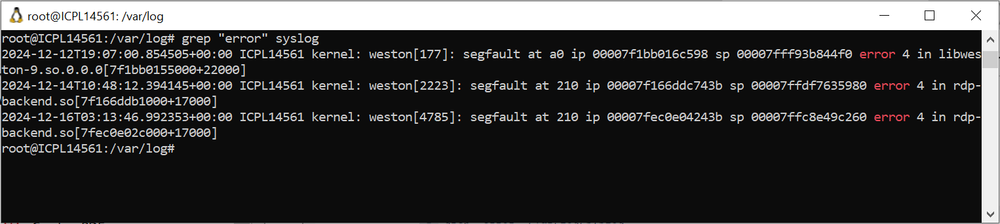 root@ICPL14561: /var/log
root@ICPL14561:/var/log# grep "error" syslog
2024-12-12T19:07:00.854505+00:00 ICPL14561 kernel: weston[177]: segfault at a0 ip 00007f1bb016c598 sp 00007fff93b844f0 error 4 in libwes
ton-9.so.0.0.0[7f1bb0155000+22000]
2024-12-14T10:48:12.394145+00:00 ICPL14561 kernel: weston[2223]: segfault at 210 ip 00007f166ddc743b sp 00007ffdf7635980 error 4 in rdp-
backend.so[7f166ddb1000+17000]
2024-12-16T03:13:46.992353+00:00 ICPL14561 kernel: weston[4785]: segfault at 210 ip 00007fec0e04243b sp 00007ffc8e49c260 error 4 in rdp-
backend.so[7fec0e02c000+17000]
root@ICPL14561:/var/log#